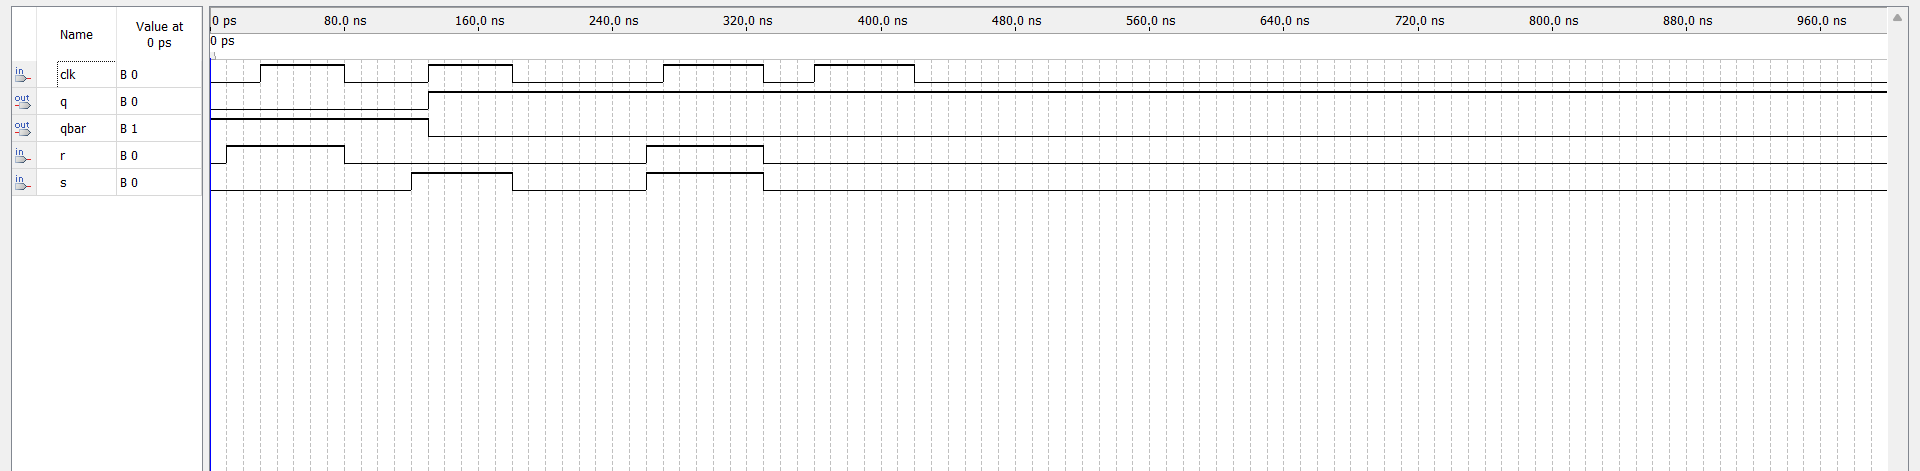 Name Value at 0 ps
0 ps 80.0 ns 160.0 ns 240.0 ns 320.0 ns 400.0 ns 480.0 ns 560.0 ns 640.0 ns 720.0 ns 800.0 ns 880.0 ns 960.0 ns
0 ps
in clk B 0
out q B 0
out qbar B 1
in r B 0
in s B 0